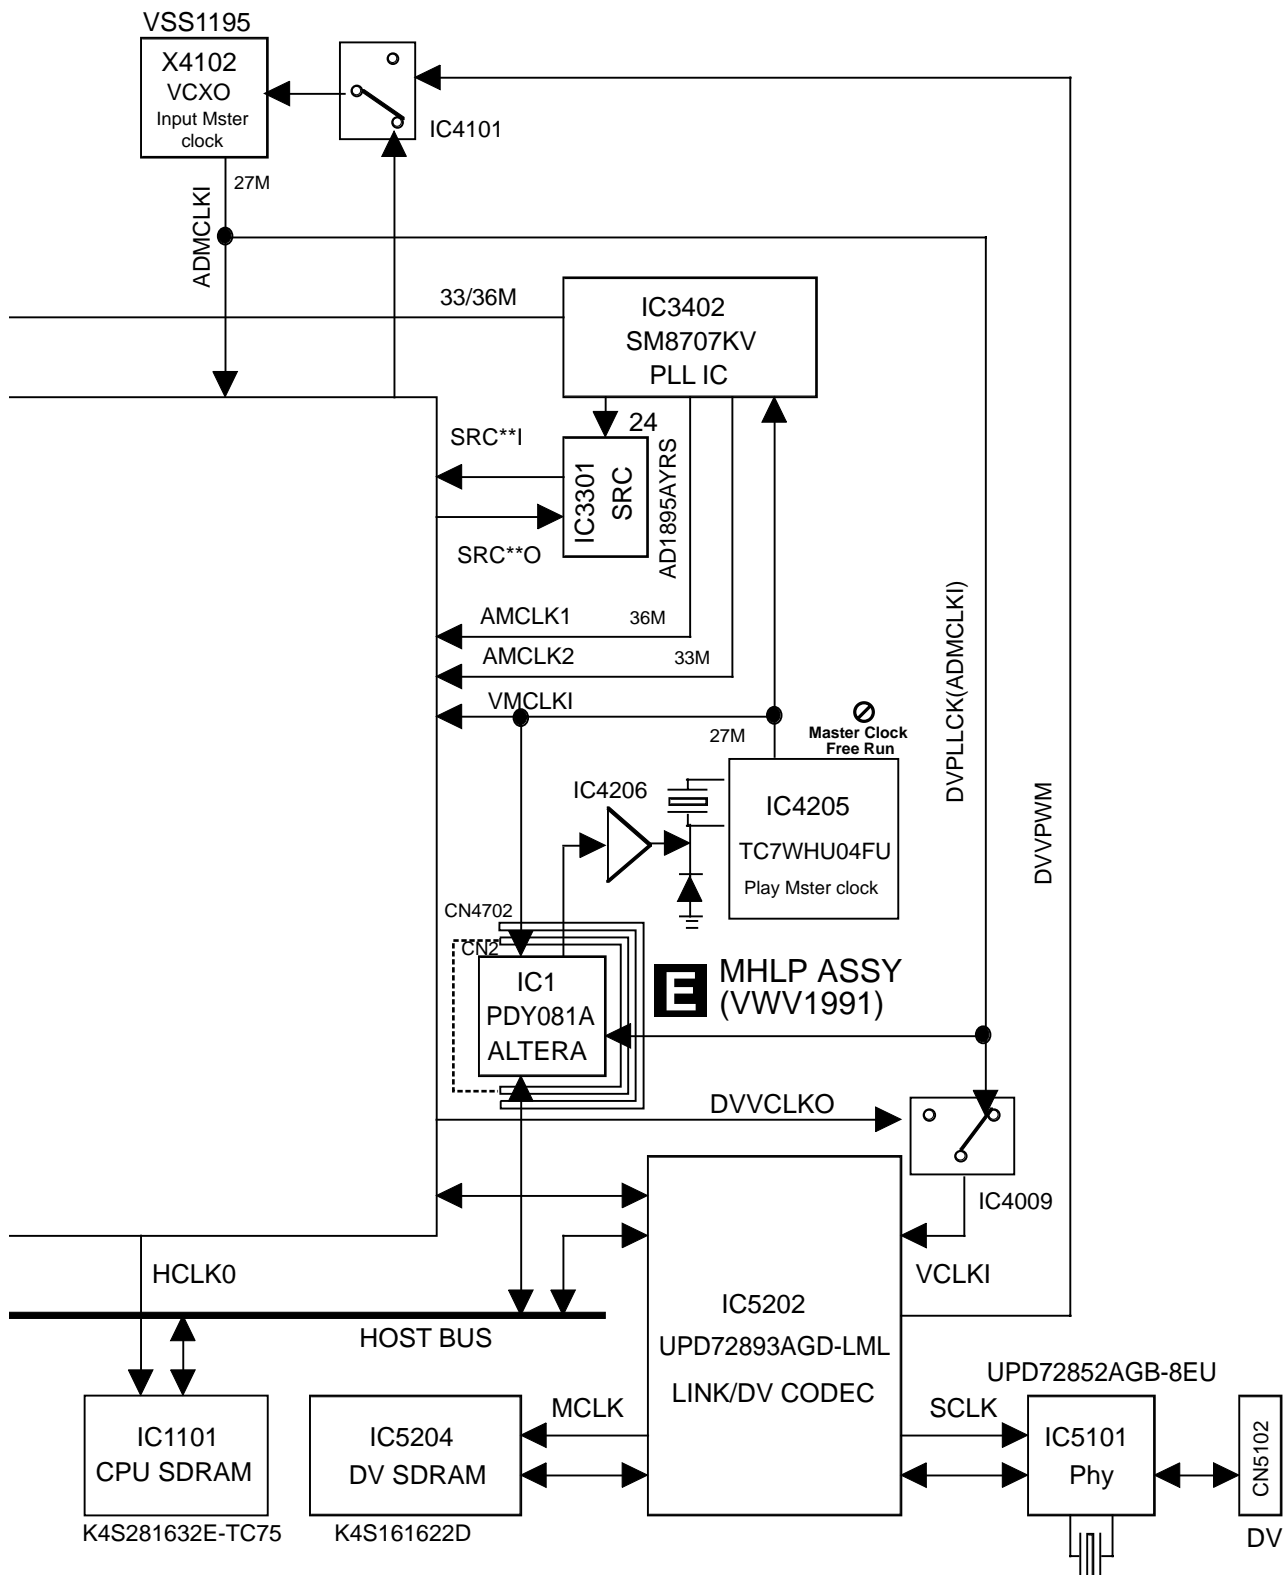 VSS1195
X4102
VCXO
Input Mster
clock
IC4101
27M
ADMCLKI
33/36M
IC3402
SM8707KV
PLL IC
24
SRC**I
IC3301
SRC
AD1895AYRS
SRC**O
AMCLK1
36M
AMCLK2
33M
VMCLKI
27M
Master Clock
Free Run
DVPLLCK(ADMCLKI)
DVVPWM
IC4206
IC4205
TC7WHU04FU
Play Mster clock
CN4702
CN2
IC1
PDY081A
ALTERA
E
MHLP ASSY
(VWV1991)
DVVCLKO
IC4009
VCLKI
HCLK0
HOST BUS
IC5202
UPD72893AGD-LML
LINK/DV CODEC
UPD72852AGB-8EU
MCLK
SCLK
IC1101
CPU SDRAM
K4S281632E-TC75
IC5204
DV SDRAM
K4S161622D
IC5101
Phy
CN5102
DV